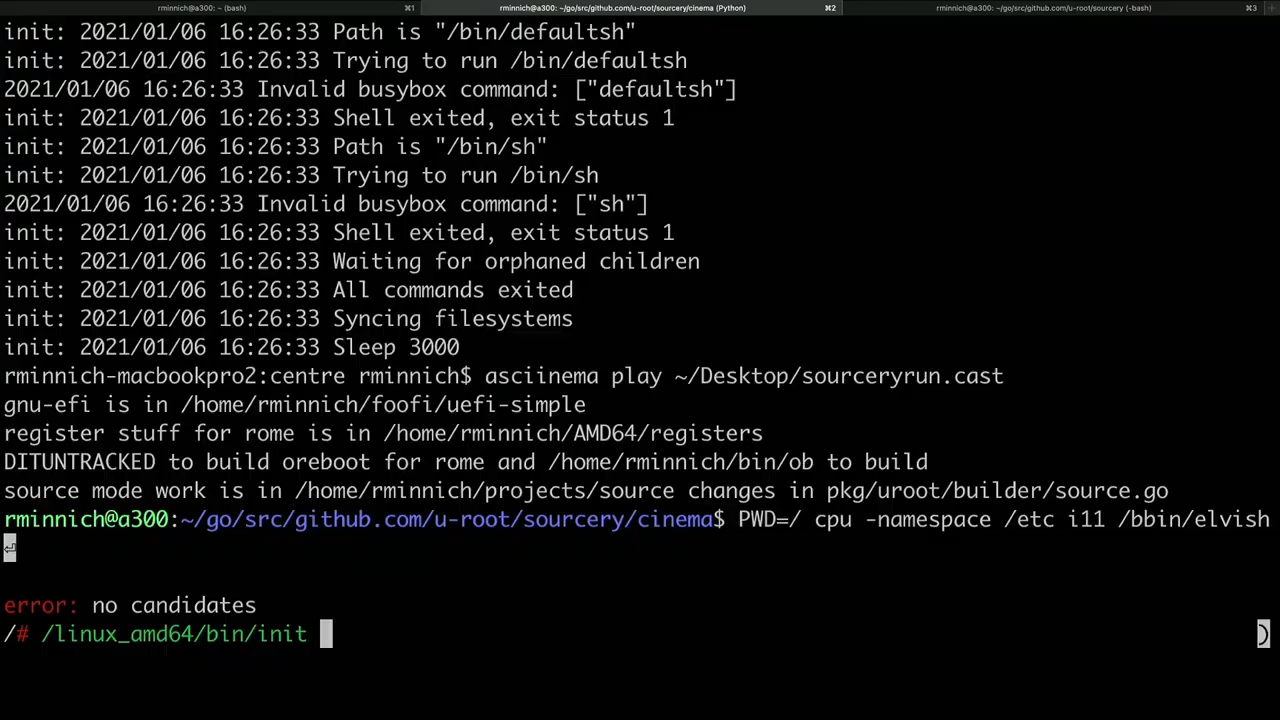 rminnich@a300: ~ (bash) ⌘1 rminnich@a300: ~/go/src/github.com/u-root/sourcery/cinema (Python) ⌘2 rminnich@a300: ~/go/src/github.com/u-root/sourcery (-bash) ⌘3 +
init: 2021/01/06 16:26:33 Path is "/bin/defaultsh"
init: 2021/01/06 16:26:33 Trying to run /bin/defaultsh
2021/01/06 16:26:33 Invalid busybox command: ["defaultsh"]
init: 2021/01/06 16:26:33 Shell exited, exit status 1
init: 2021/01/06 16:26:33 Path is "/bin/sh"
init: 2021/01/06 16:26:33 Trying to run /bin/sh
2021/01/06 16:26:33 Invalid busybox command: ["sh"]
init: 2021/01/06 16:26:33 Shell exited, exit status 1
init: 2021/01/06 16:26:33 Waiting for orphaned children
init: 2021/01/06 16:26:33 All commands exited
init: 2021/01/06 16:26:33 Syncing filesystems
init: 2021/01/06 16:26:33 Sleep 3000
rminnich-macbookpro2:centre rminnich$ asciinema play ~/Desktop/sourceryrun.cast
gnu-efi is in /home/rminnich/foofi/uefi-simple
register stuff for rome is in /home/rminnich/AMD64/registers
DITUNTRACKED to build oreboot for rome and /home/rminnich/bin/ob to build
source mode work is in /home/rminnich/projects/source changes in pkg/uroot/builder/source.go
rminnich@a300:~/go/src/github.com/u-root/sourcery/cinema$ PWD=/ cpu -namespace /etc i11 /bbin/elvish
⏎
error: no candidates
/# /linux_amd64/bin/init